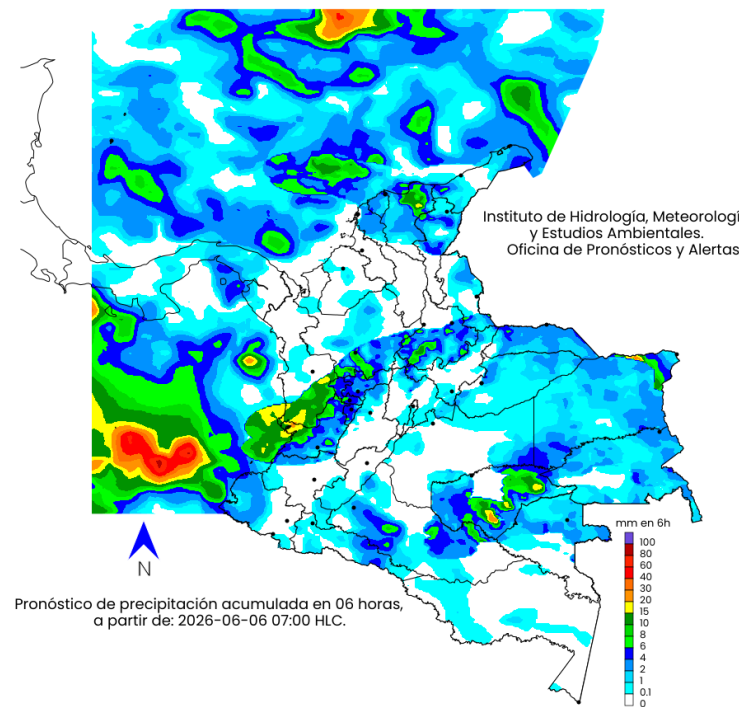 Instituto de Hidrología, Meteorologí
y Estudios Ambientales.
Oficina de Pronósticos y Alertas
mm en 6h
100
80
60
40
30
20
15
10
8
6
4
2
1
0.1
0
N
Pronóstico de precipitación acumulada en 06 horas,
a partir de: 2026-06-06 07:00 HLC.